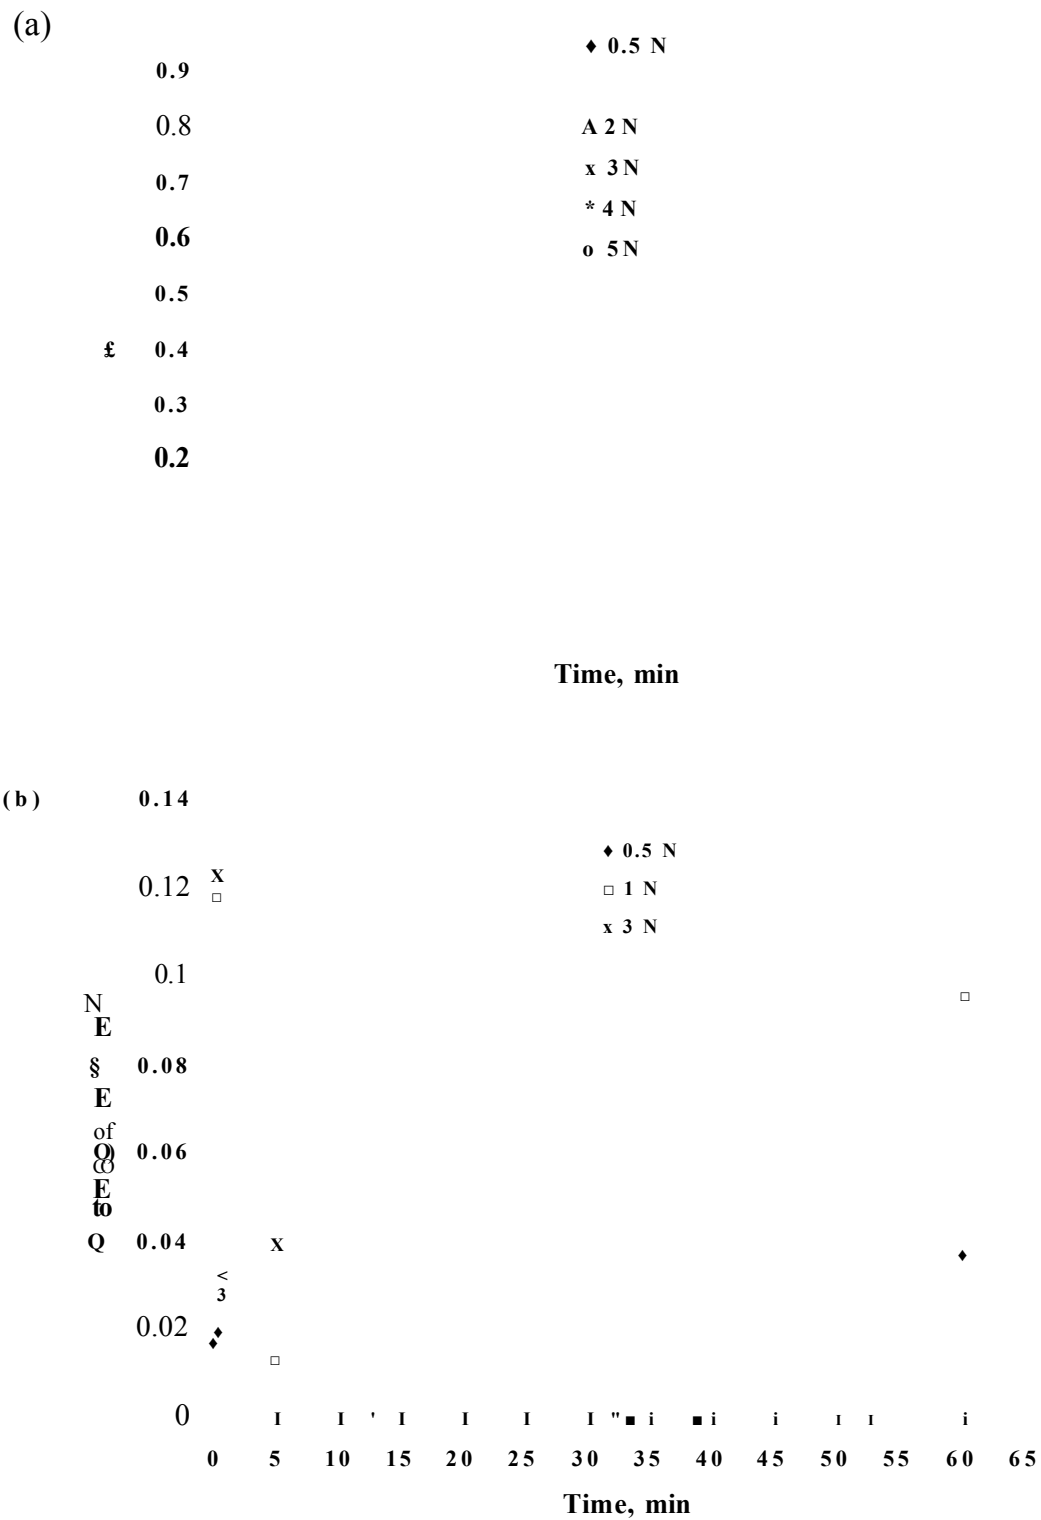 (a)
♦ 0.5 N
0.9
0.8
A 2 N
x 3 N
0.7
* 4 N
0.6
o 5 N
0.5
£ 0.4
0.3
0.2
Time, min
(b) 0.14
♦ 0.5 N
X
0.12
□ 1 N
□
x 3 N
0.1
N
□
E
§ 0.08
E
of
0.06
E
to
Q 0.04 X
♦
<
3
0.02 ♦
♦
□
0 I I ' I I I I " ■ i ■ i i I I i
0 5 10 15 20 25 30 35 40 45 50 55 60 65
Time, min